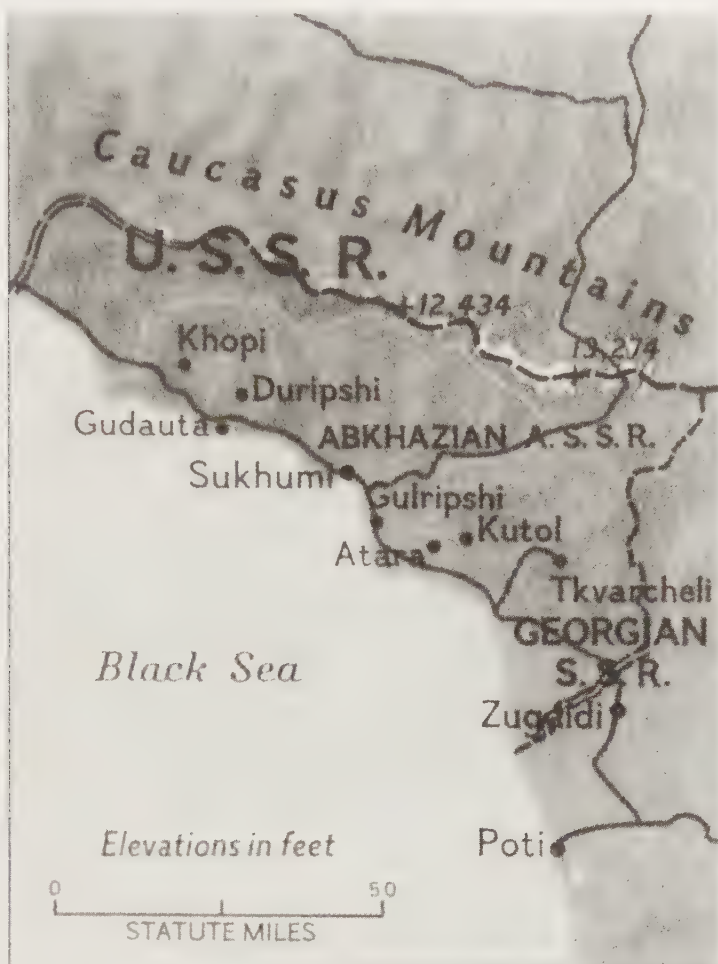 Caucasus Mountains
U. S. S. R.
+12,434
13,274
Khopi
Duripshi
Gudauta
ABKHAZIAN A.S.S.R.
Sukhumi
Gulripshi
Kutol
Atara
Tkvarcheli
GEORGIAN
S. S. R.
Black Sea
Zugdidi
Elevations in feet
Poti
0 50
STATUTE MILES